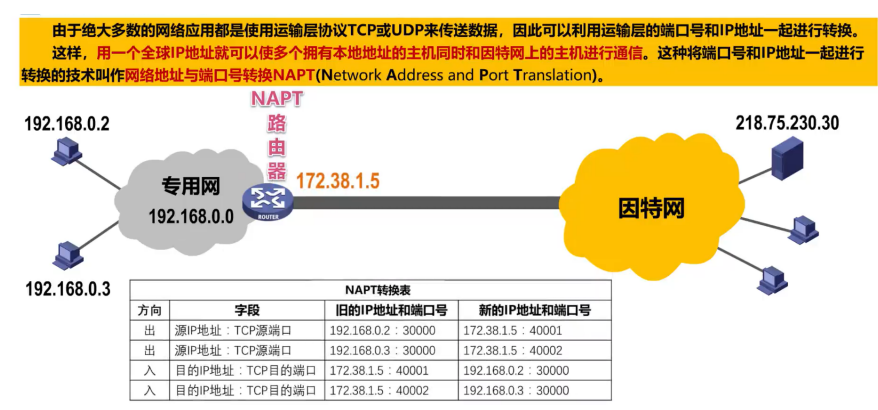 由于绝大多数的网络应用都是使用运输层协议TCP或UDP来传送数据，因此可以利用运输层的端口号和IP地址一起进行转换。
这样，用一个全球IP地址就可以使多个拥有本地地址的主机同时和因特网上的主机进行通信。这种将端口号和IP地址一起进行
转换的技术叫作网络地址与端口号转换NAPT(Network Address and Port Translation)。
NAPT
路
由
器
192.168.0.2
218.75.230.30
172.38.1.5
专用网
192.168.0.0
ROUTER
因特网
192.168.0.3
NAPT转换表
方向 字段 旧的IP地址和端口号 新的IP地址和端口号
出 源IP地址：TCP源端口 192.168.0.2：30000 172.38.1.5：40001
出 源IP地址：TCP源端口 192.168.0.3：30000 172.38.1.5：40002
入 目的IP地址：TCP目的端口 172.38.1.5：40001 192.168.0.2：30000
入 目的IP地址：TCP目的端口 172.38.1.5：40002 192.168.0.3：30000